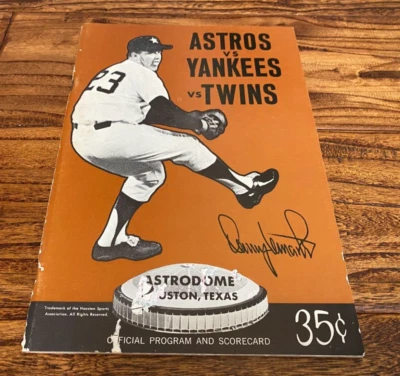 ASTROS
VS
YANKEES
VS TWINS
23
ASTRODOME
USTON, TEXAS
Trademark of the Houston Sports
Association. All Rights Reserved
OFFICIAL PROGRAM AND SCORECARD
35¢